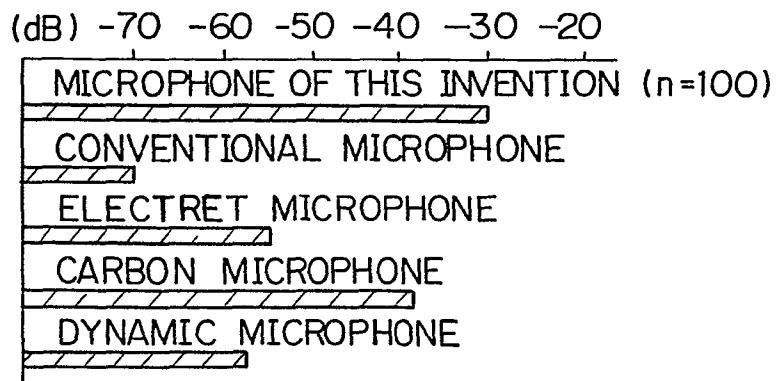 (dB) -70 -60 -50 -40 -30 -20
MICROPHONE OF THIS INVENTION (n=100)
CONVENTIONAL MICROPHONE
ELECTRET MICROPHONE
CARBON MICROPHONE
DYNAMIC MICROPHONE